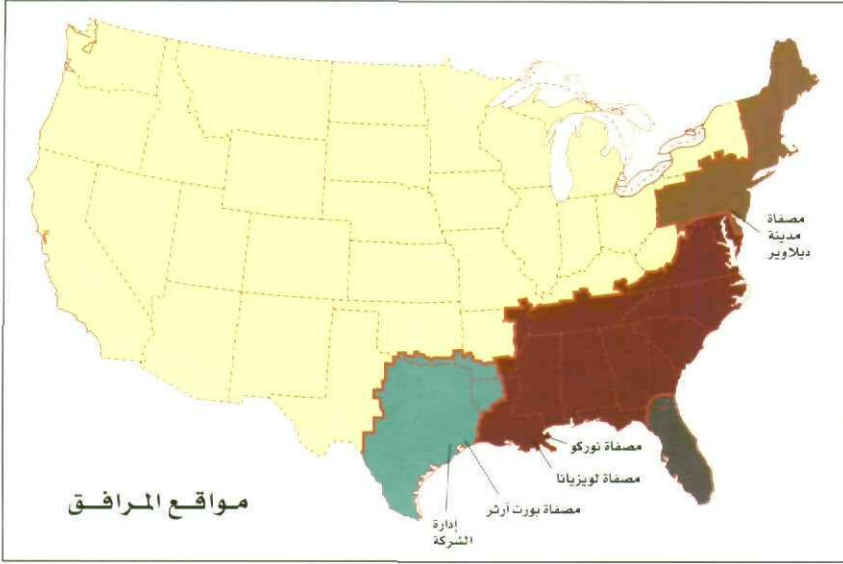 مصفاة
مدينة
ديلاوير
مصفاة نوركو
مصفاة لويزيانا
مصفاة بورت آرثر
إدارة
الشركة
مواقع المرافق